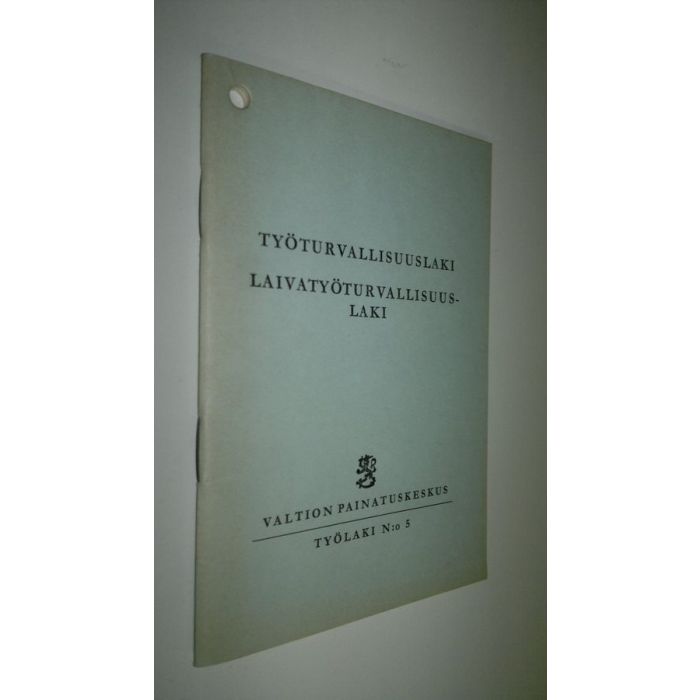 TYÖTURVALLISUUSLAKI
LAIVATYÖTURVALLISUUS-
LAKI
VALTION PAINATUSKESKUS
TYÖLAKI N:o 5